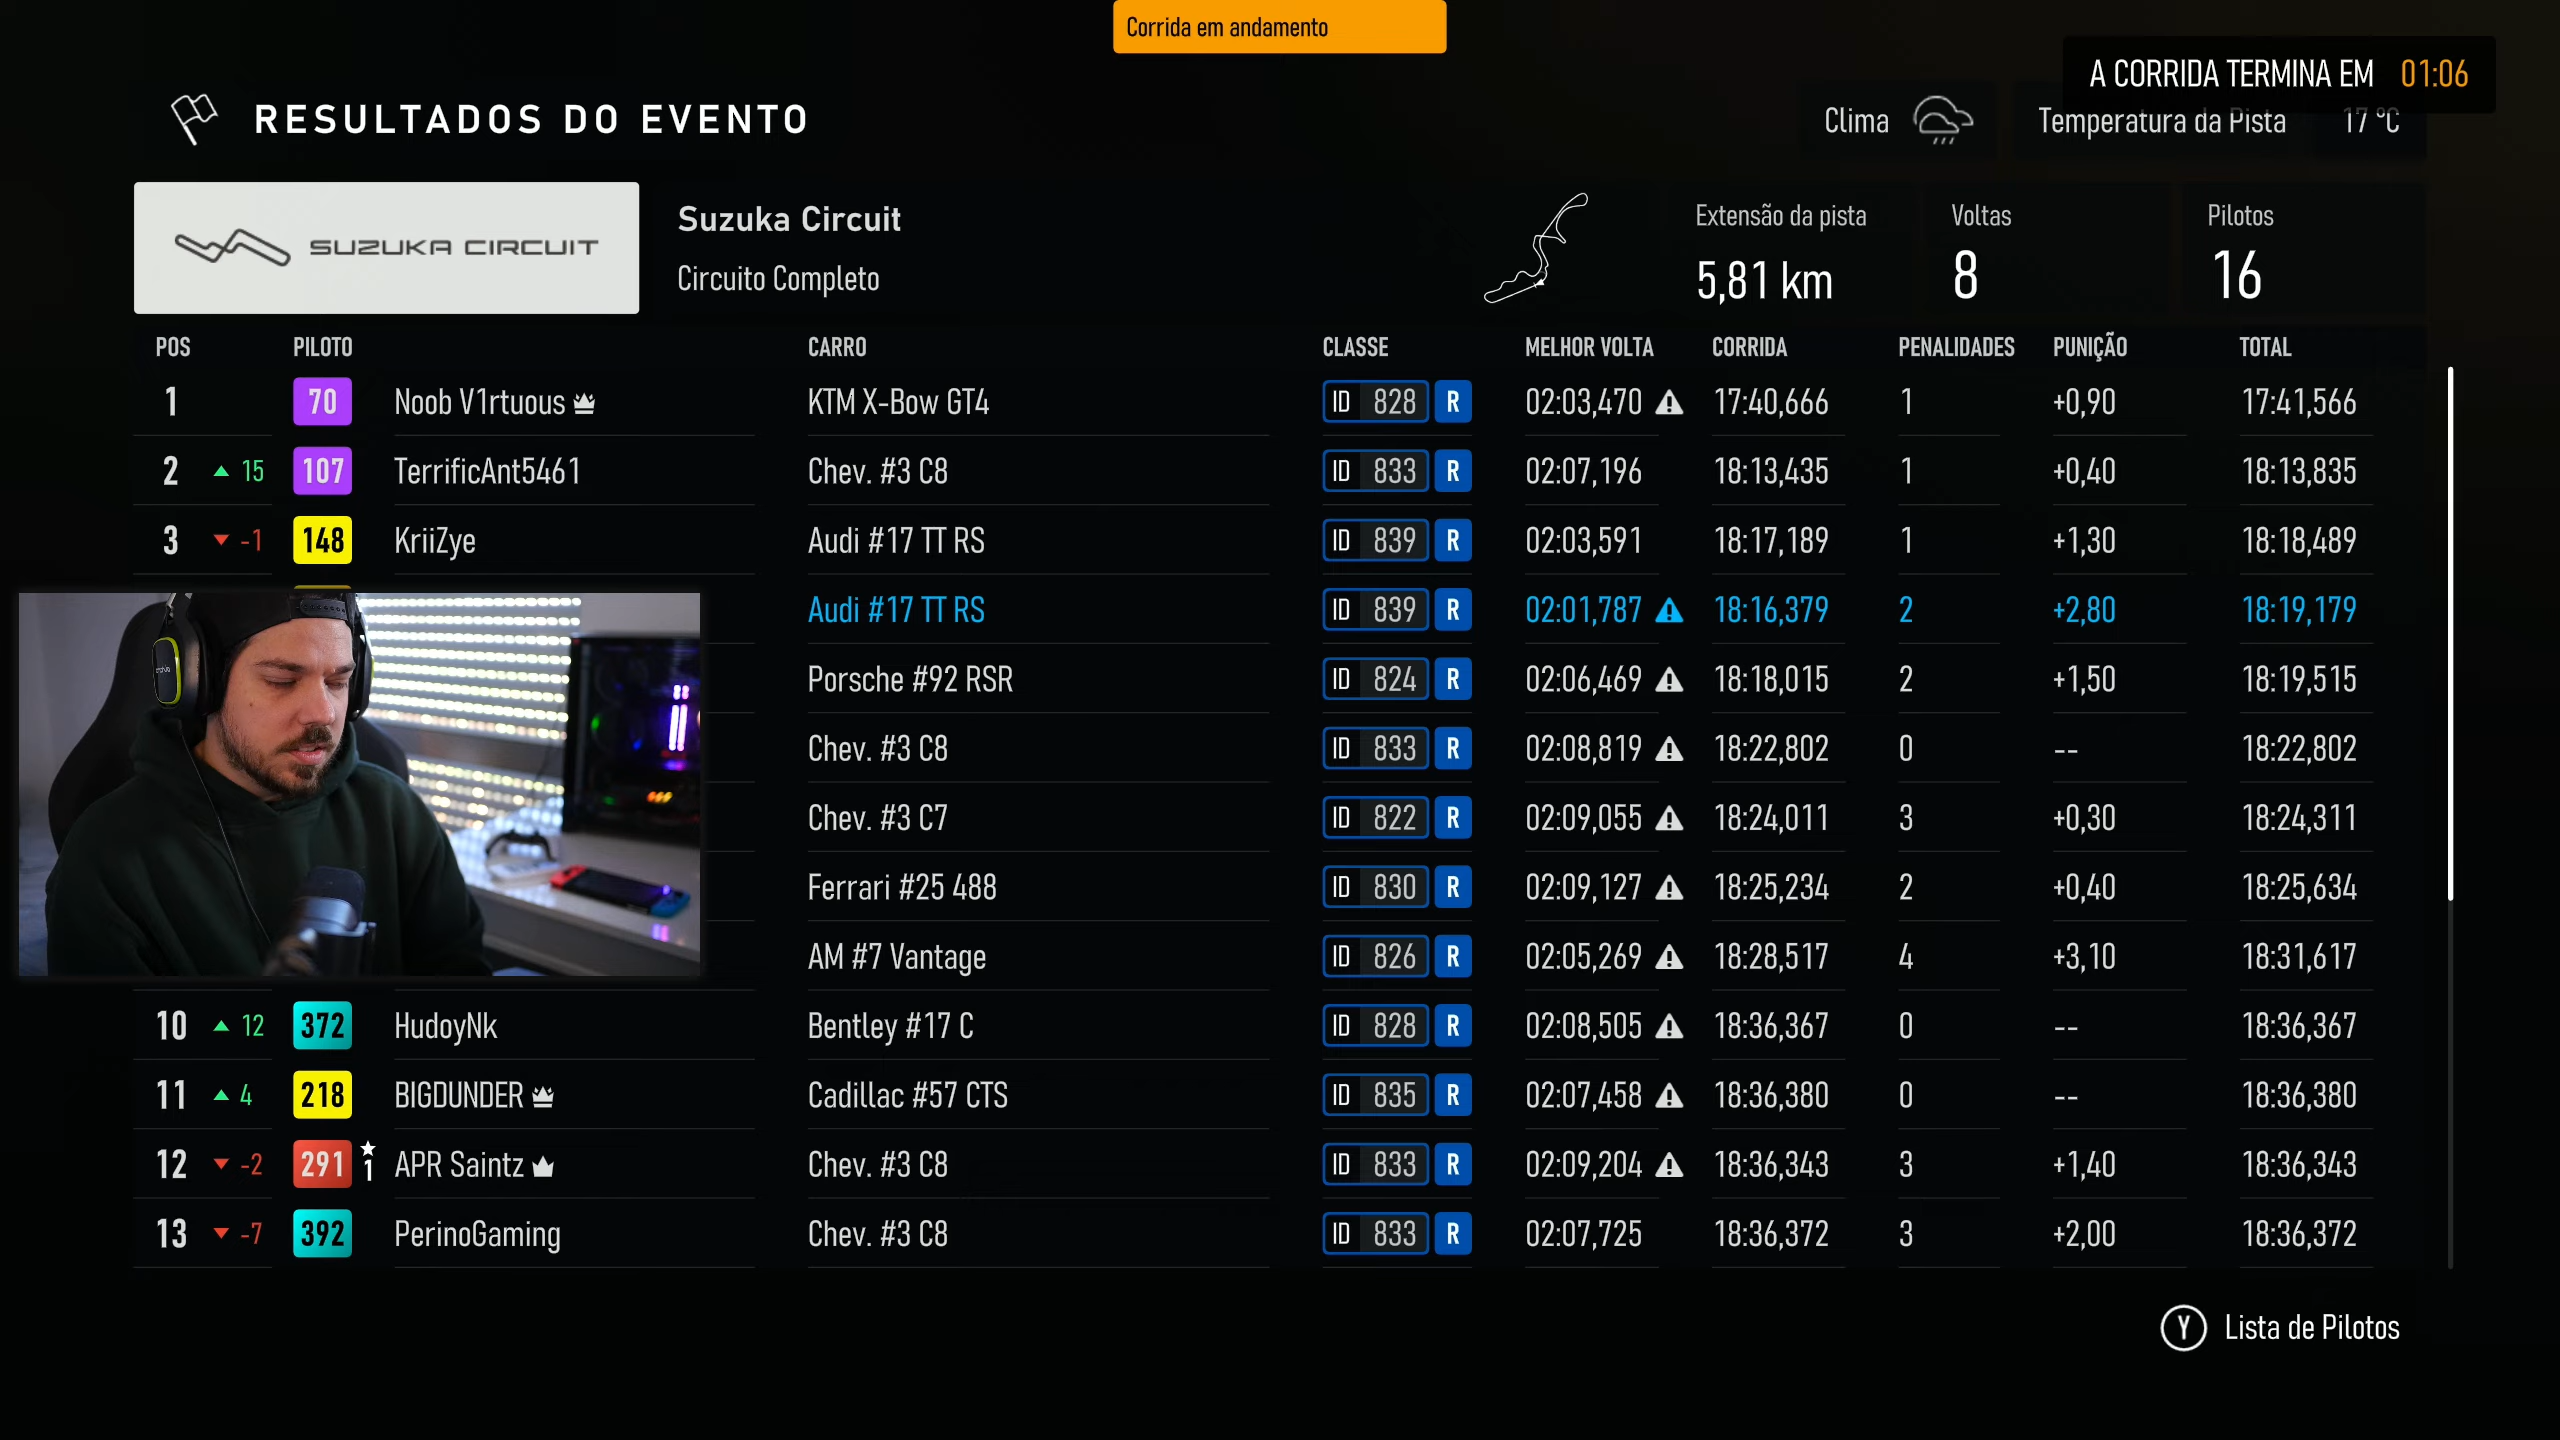 Corrida em andamento
A CORRIDA TERMINA EM 01:06
RESULTADOS DO EVENTO
Clima Temperatura da Pista 17 °C
SUZUKA CIRCUIT
Suzuka Circuit
Circuito Completo
Extensão da pista Voltas Pilotos
5,81 km 8 16
POS PILOTO CARRO CLASSE MELHOR VOLTA CORRIDA PENALIDADES PUNIÇÃO TOTAL
1 70 Noob V1rtuous KTM X-Bow GT4 ID 828 R 02:03,470 17:40,666 1 +0,90 17:41,566
2 15 107 TerrificAnt5461 Chev. #3 C8 ID 833 R 02:07,196 18:13,435 1 +0,40 18:13,835
3 -1 148 KriiZye Audi #17 TT RS ID 839 R 02:03,591 18:17,189 1 +1,30 18:18,489
Audi #17 TT RS ID 839 R 02:01,787 18:16,379 2 +2,80 18:19,179
Porsche #92 RSR ID 824 R 02:06,469 18:18,015 2 +1,50 18:19,515
Chev. #3 C8 ID 833 R 02:08,819 18:22,802 0 -- 18:22,802
Chev. #3 C7 ID 822 R 02:09,055 18:24,011 3 +0,30 18:24,311
Ferrari #25 488 ID 830 R 02:09,127 18:25,234 2 +0,40 18:25,634
AM #7 Vantage ID 826 R 02:05,269 18:28,517 4 +3,10 18:31,617
10 12 372 HudoyNk Bentley #17 C ID 828 R 02:08,505 18:36,367 0 -- 18:36,367
11 4 218 BIGDUNDER Cadillac #57 CTS ID 835 R 02:07,458 18:36,380 0 -- 18:36,380
12 -2 291 1 APR Saintz Chev. #3 C8 ID 833 R 02:09,204 18:36,343 3 +1,40 18:36,343
13 -7 392 PerinoGaming Chev. #3 C8 ID 833 R 02:07,725 18:36,372 3 +2,00 18:36,372
Y Lista de Pilotos